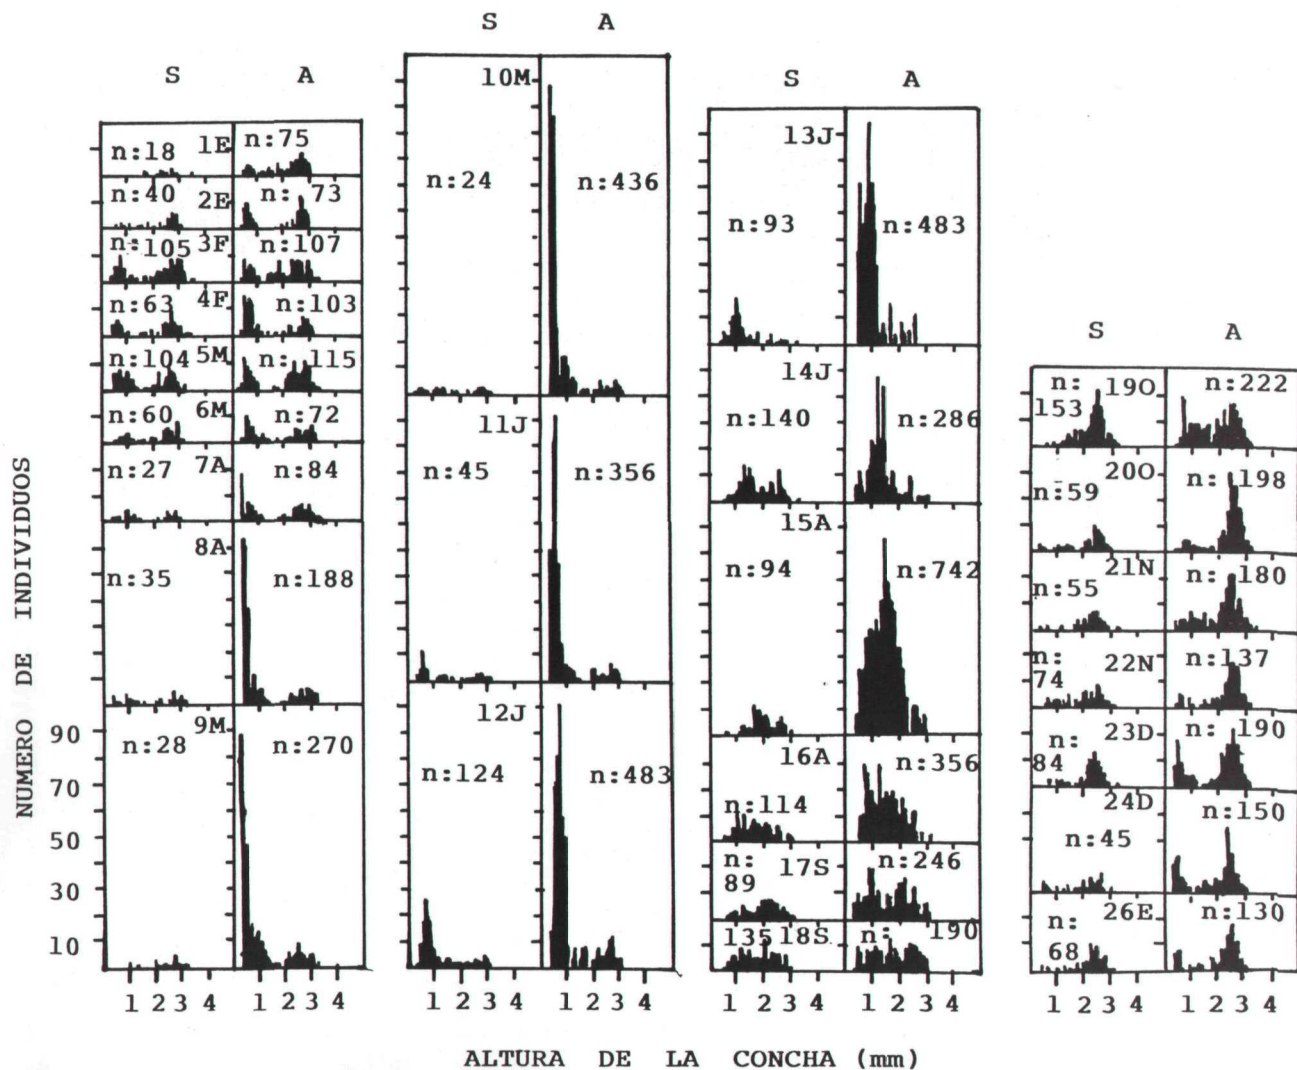 S A
1E n:18 n:75
2E n:40 n: 73
3F n: 105 n:107
4F n:63 n:103
5M n:104 n: 115
6M n:60 n:72
7A n:27 n:84
8A n:35 n:188
9M n:28 n:270
90
70
50
30
10
1 2 3 4 1 2 3 4
S A
10M n:24 n:436
11J n:45 n:356
12J n:124 n:483
1 2 3 4 1 2 3 4
S A
13J n:93 n:483
14J n:140 n:286
15A n:94 n:742
16A n:114 n:356
17S n: 89 n:246
18S 135 n: 190
1 2 3 4 1 2 3 4
S A
19O n: 153 n:222
20O n:59 n: 198
21N n:55 n: 180
22N n: 74 n:137
23D n: 84 n: 190
24D n:45 n:150
26E n: 68 n:130
1 2 3 4 1 2 3 4
NUMERO DE INDIVIDUOS
ALTURA DE LA CONCHA (mm)